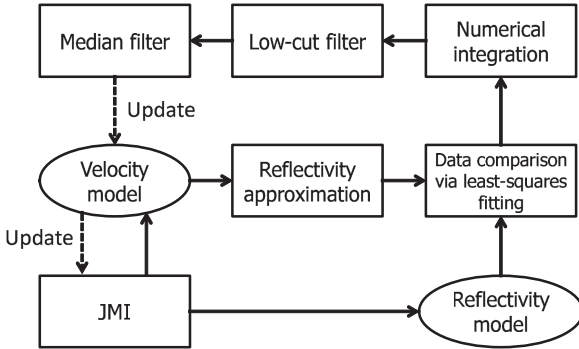 Median filter
Low-cut filter
Numerical
integration
Update
Velocity
model
Reflectivity
approximation
Data comparison
via least-squares
fitting
Update
JMI
Reflectivity
model